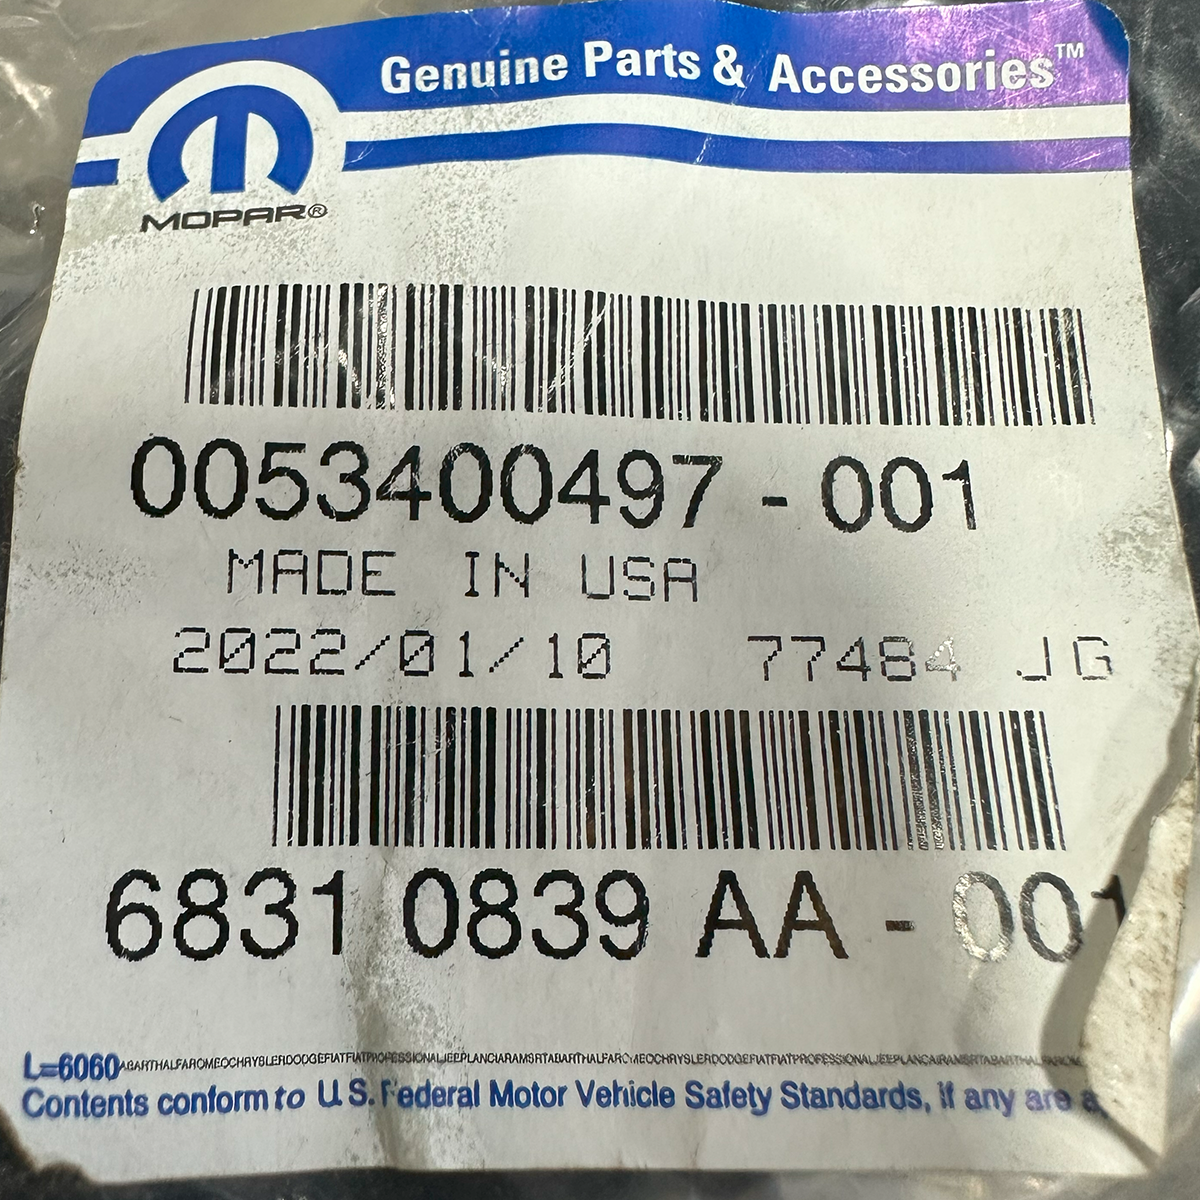 Genuine Parts & Accessories™
MOPAR®
0053400497 - 001
MADE IN USA
2022/01/10 77484 JG
6831 0839 AA - 001
L=6060
Contents conform to U.S. Federal Motor Vehicle Safety Standards, if any are